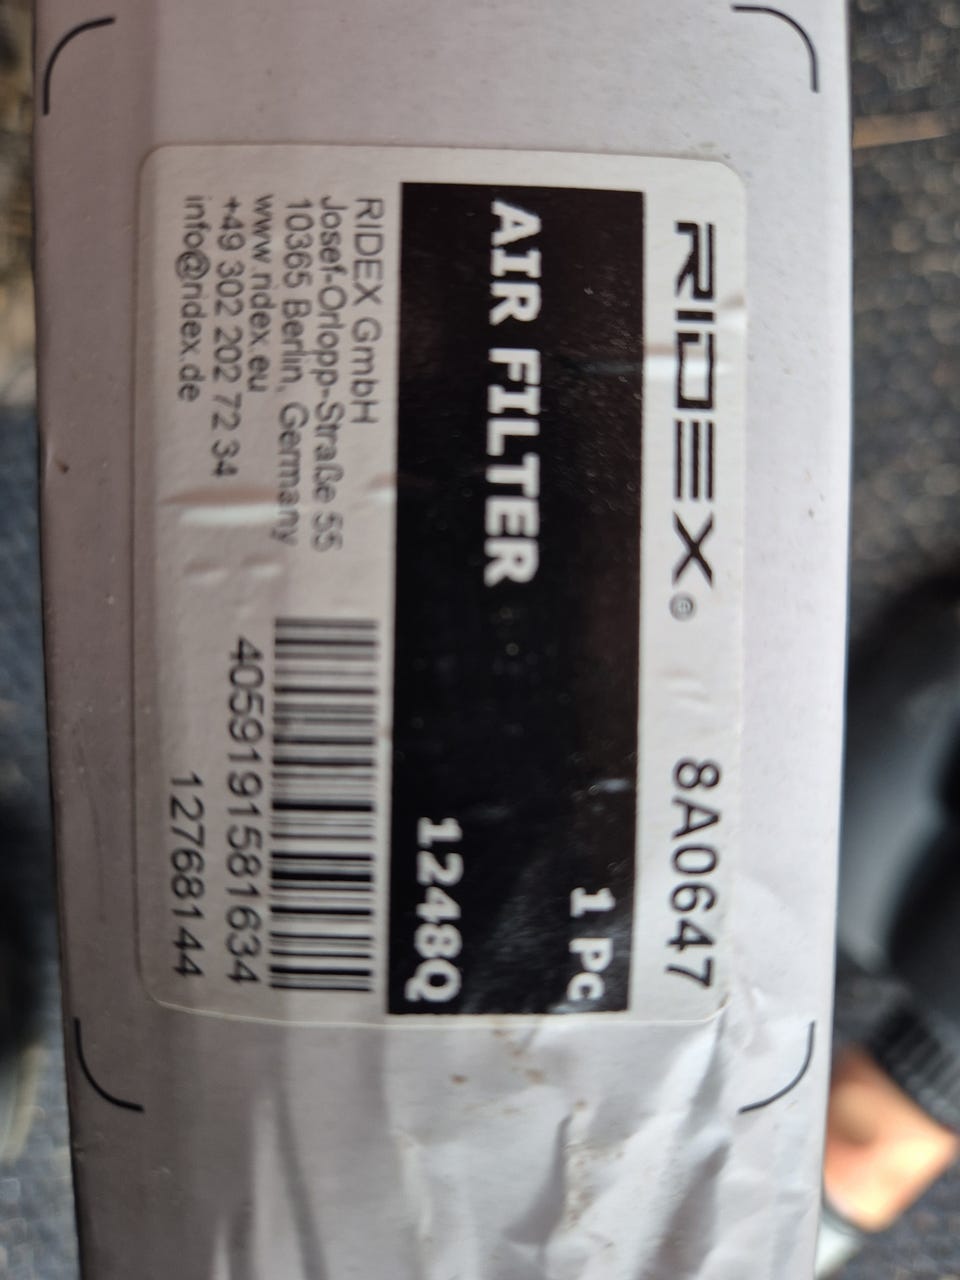 RIDEX® 8A0647
1 Pc
AIR FILTER
1248Q
RIDEX GmbH
Josef-Orlopp-Straße 55
10365 Berlin, Germany
www.ridex.eu
+49 302 202 72 34
info@ridex.de
4059191581634
12768144